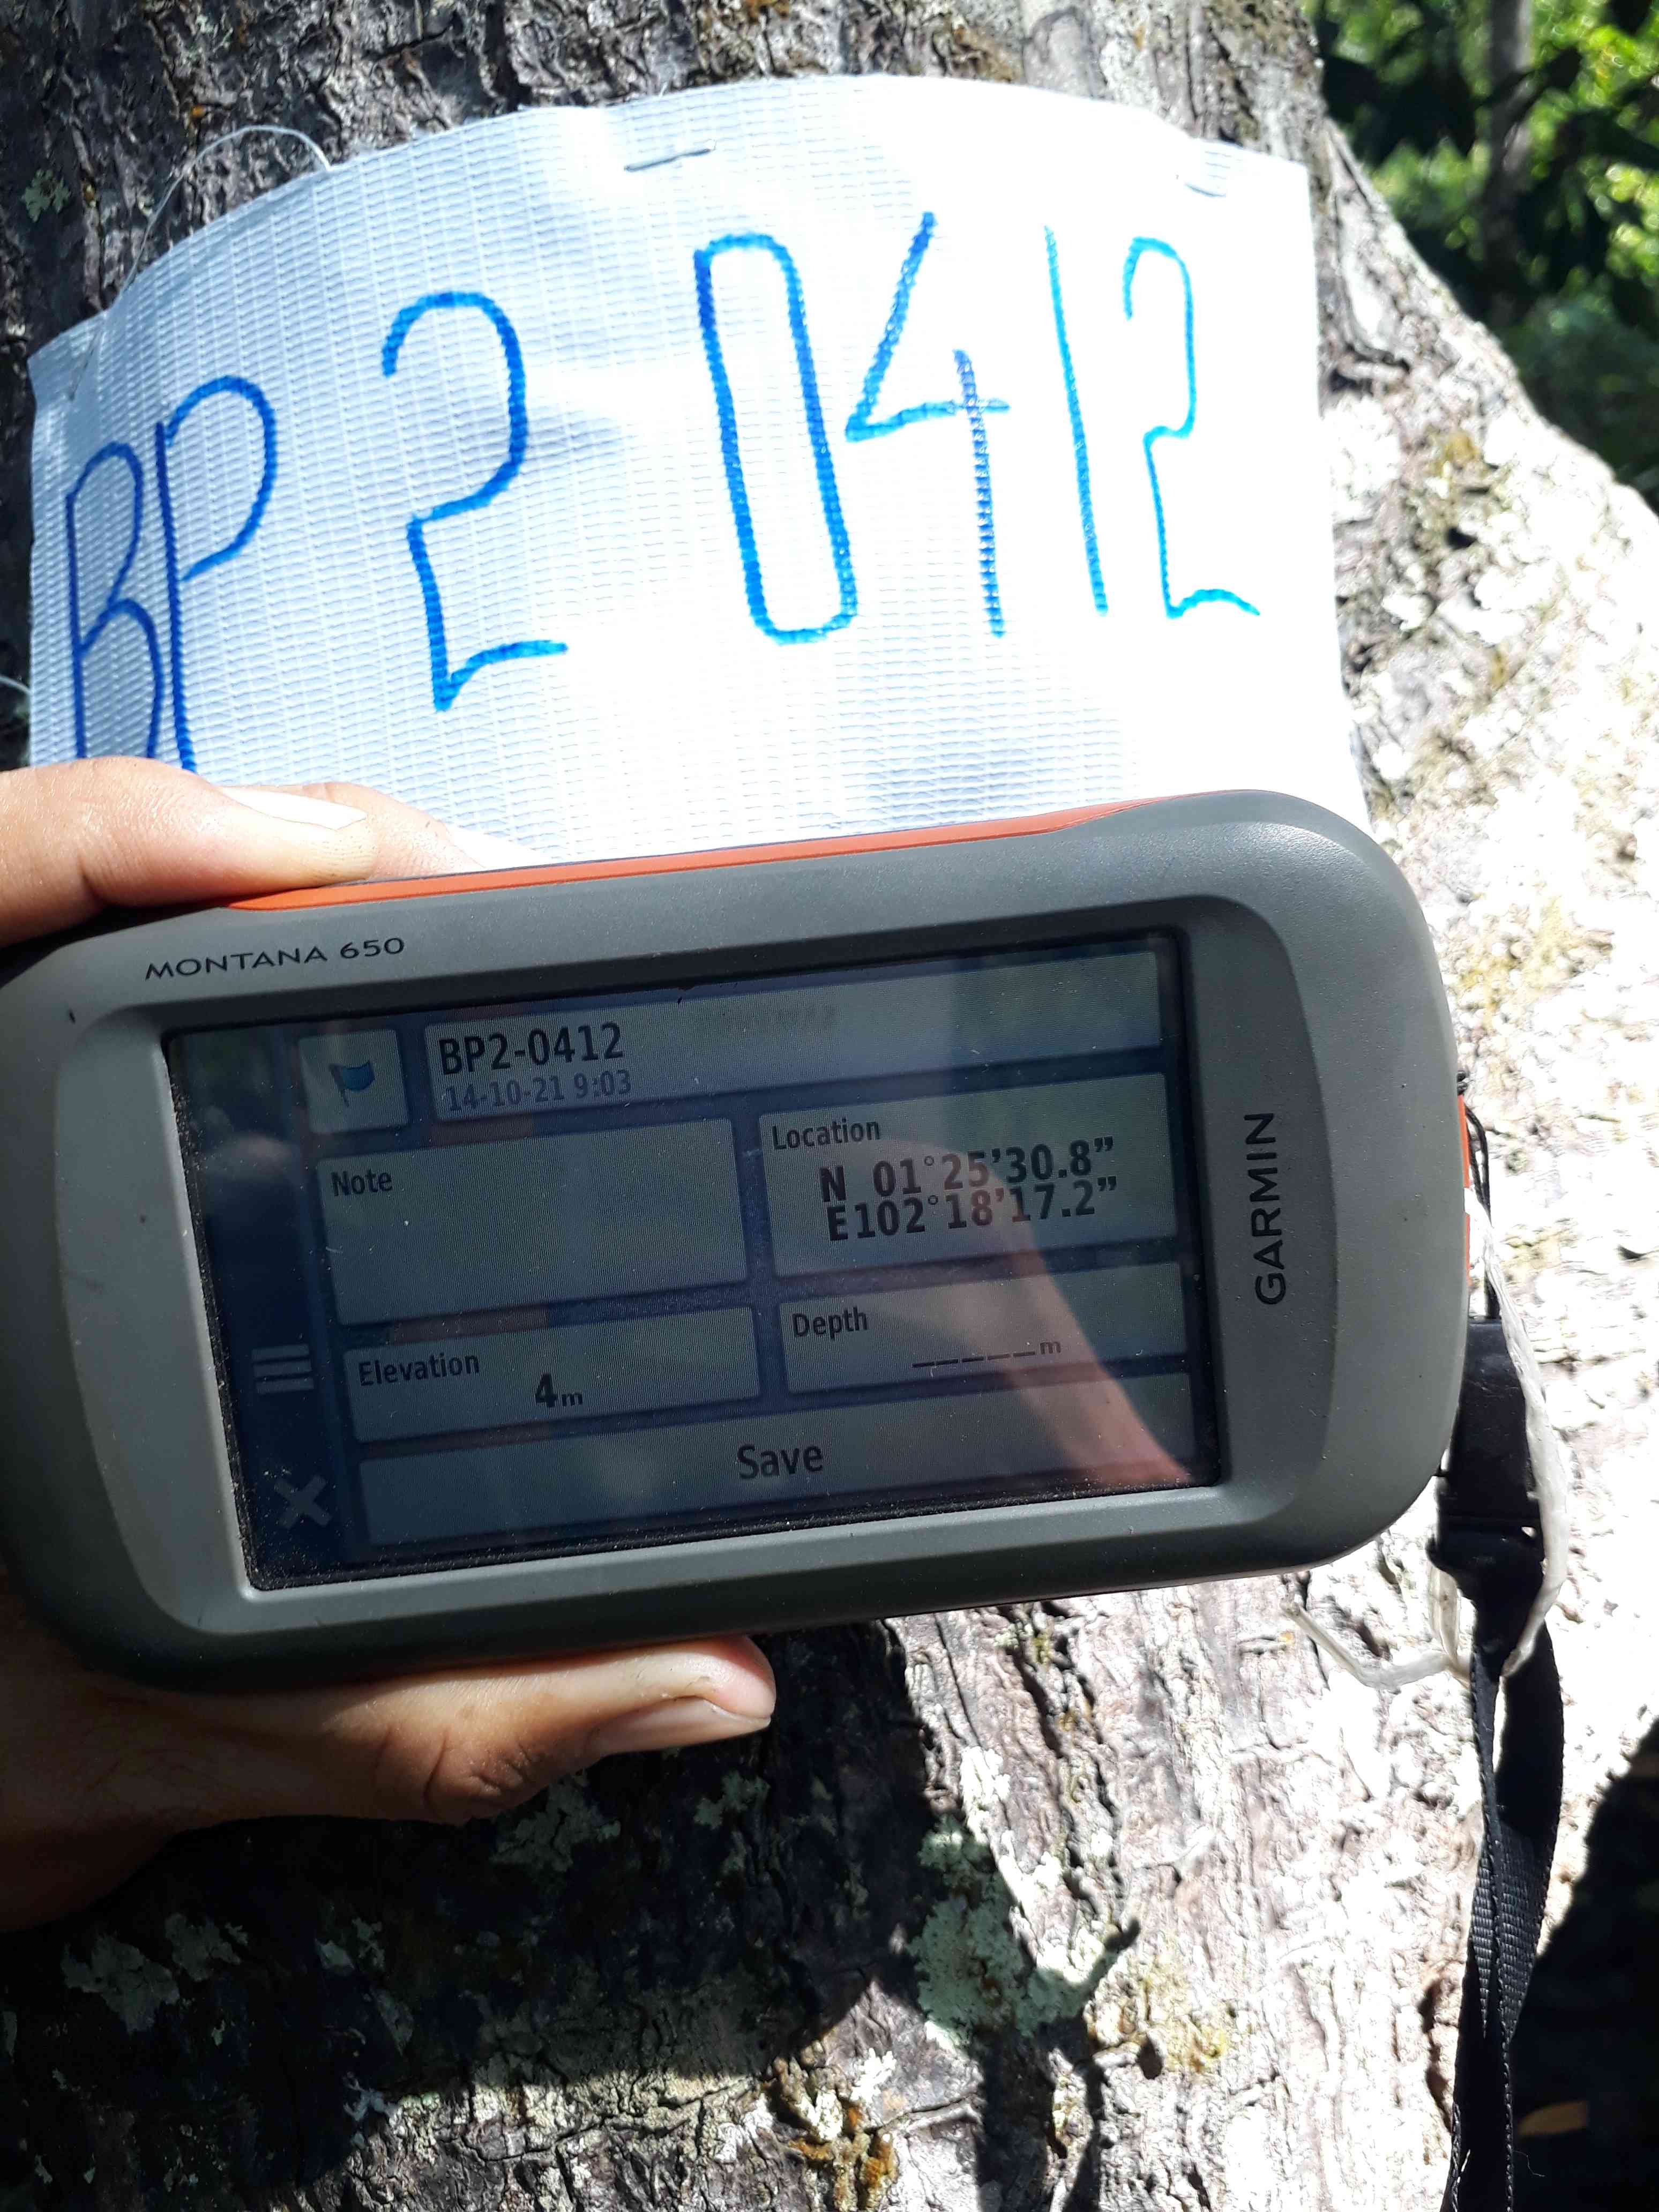 BP 2 0412
MONTANA 650
BP2-0412
14-10-21 9:03
Note
Location
N 01°25'30.8"
E102°18'17.2"
Elevation
4m
Depth
______m
Save
GARMIN